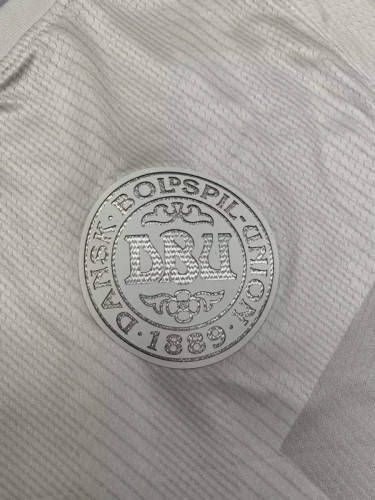 DANSK · BOLDSPIL-UNION
DBU
· 1889 ·